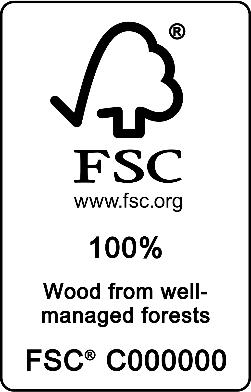 ®
FSC
www.fsc.org
100%
Wood from well-
managed forests
FSC® C000000